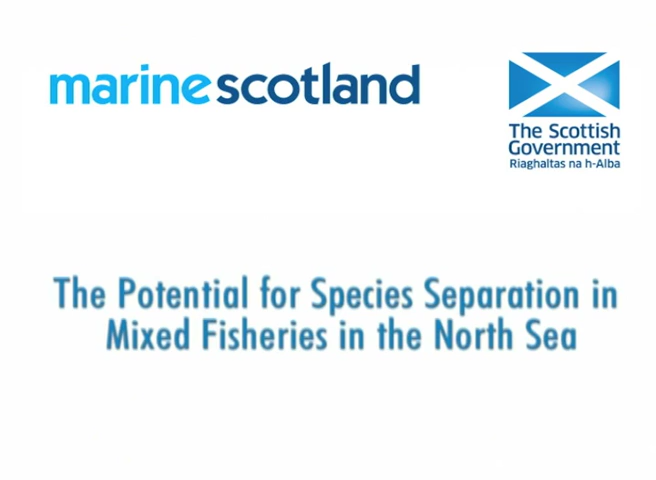 marinescotland
The Scottish
Government
Riaghaltas na h-Alba
The Potential for Species Separation in
Mixed Fisheries in the North Sea